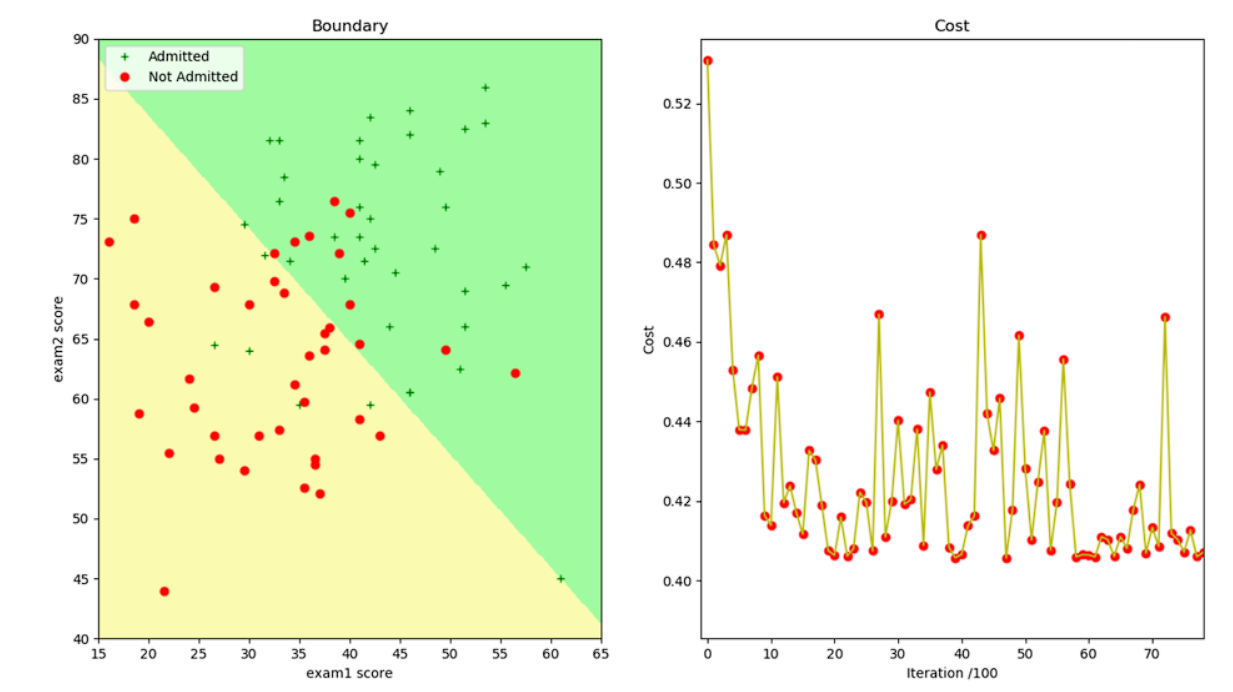 Boundary
90
85
80
75
70
65
60
55
50
45
40
exam2 score
Admitted
Not Admitted
15 20 25 30 35 40 45 50 55 60 65
exam1 score
Cost
0.52
0.50
0.48
0.46
0.44
0.42
0.40
Cost
0 10 20 30 40 50 60 70
Iteration /100